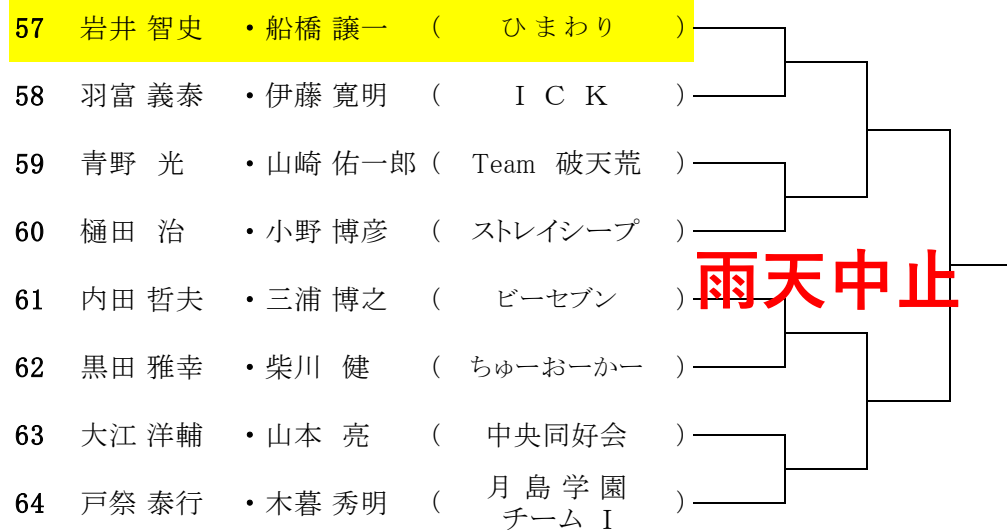 57 岩井 智史 ・船橋 譲一 ( ひまわり )
58 羽富 義泰 ・伊藤 寛明 ( I C K )
59 青野 光 ・山崎 佑一郎 ( Team 破天荒 )
60 樋田 治 ・小野 博彦 ( ストレイシープ )
雨天中止
61 内田 哲夫 ・三浦 博之 ( ビーセブン )
62 黒田 雅幸 ・柴川 健 ( ちゅーおーかー )
63 大江 洋輔 ・山本 亮 ( 中央同好会 )
64 戸祭 泰行 ・木暮 秀明 ( 月島学園
チーム I )